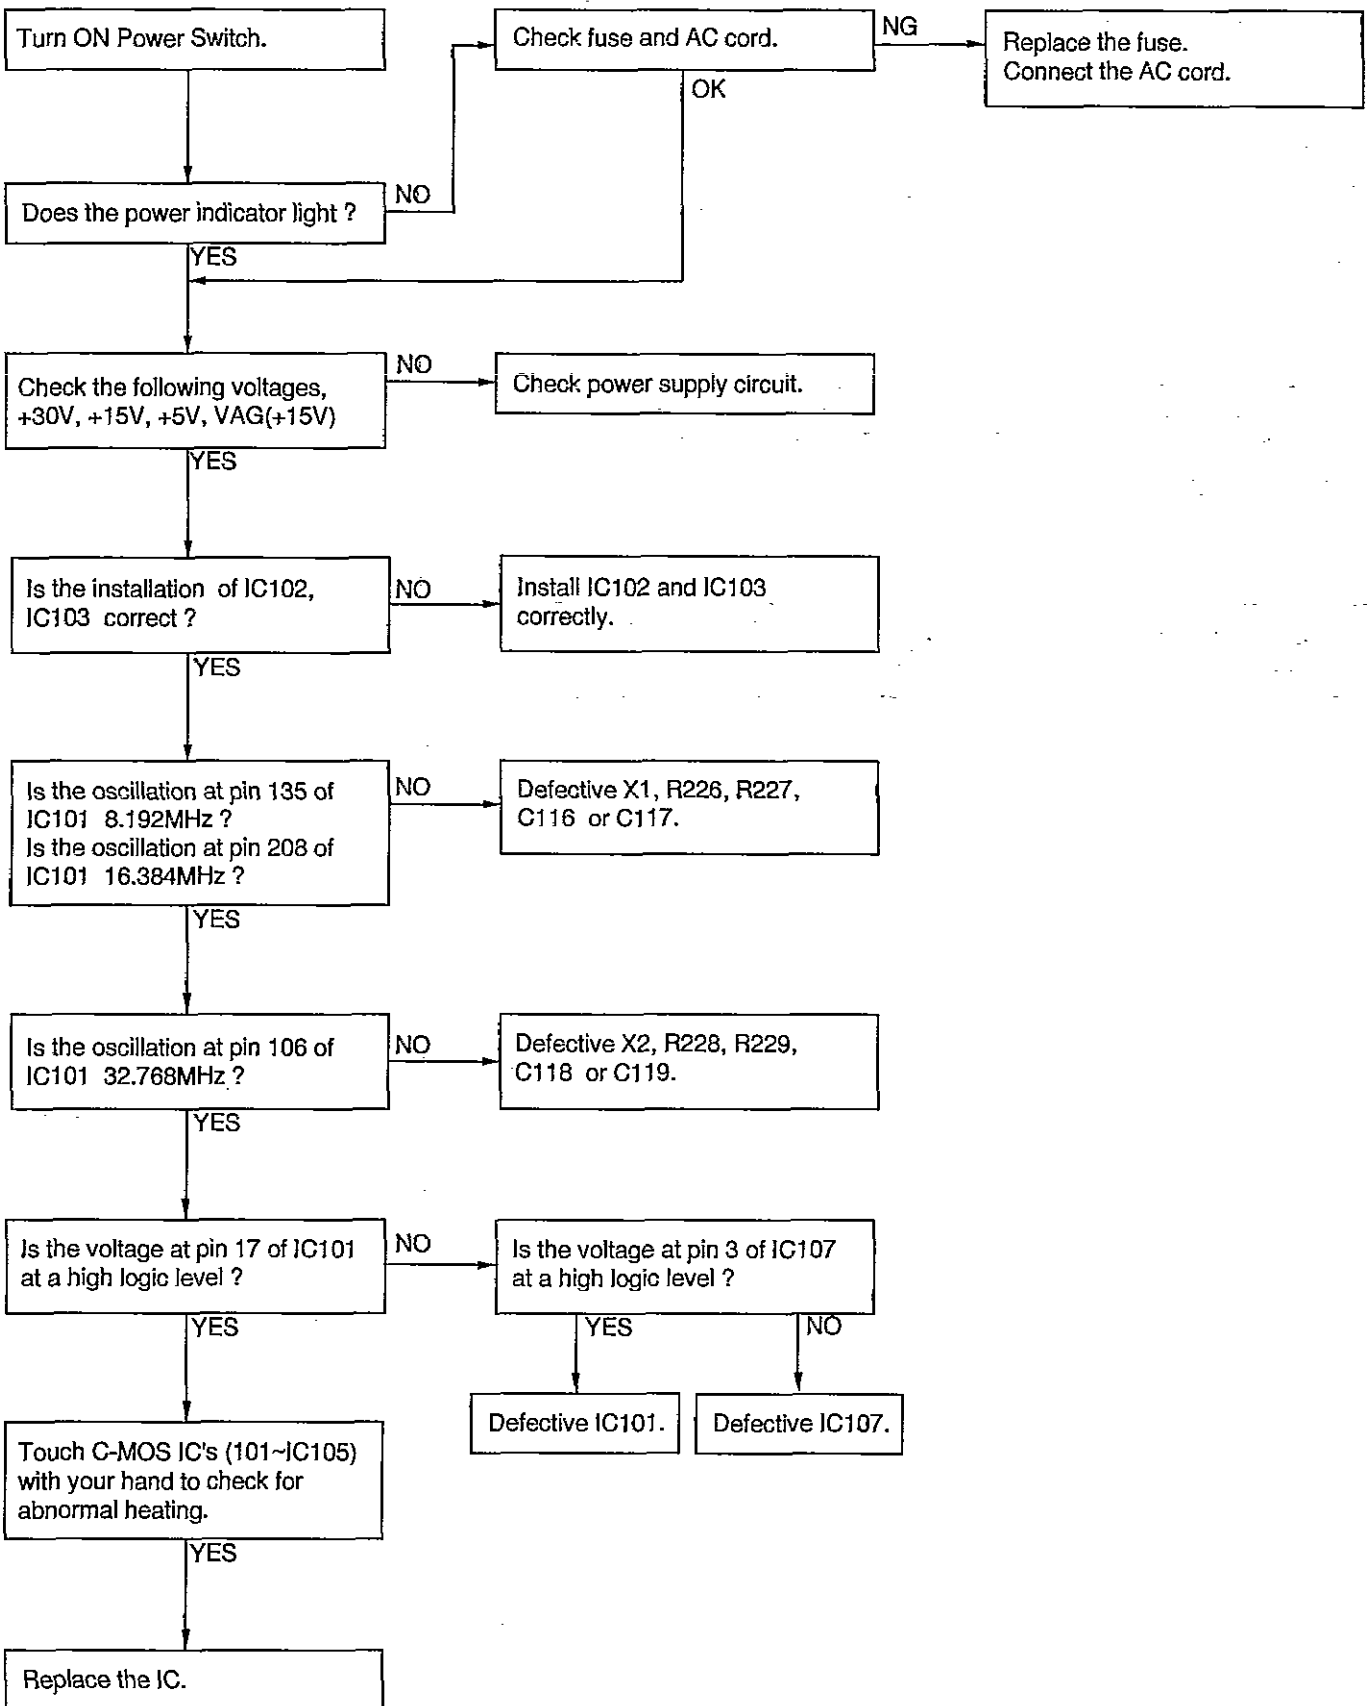 Turn ON Power Switch.
Check fuse and AC cord.
NG
Replace the fuse.
Connect the AC cord.
OK
Does the power indicator light ?
NO
YES
Check the following voltages,
+30V, +15V, +5V, VAG(+15V)
NO
Check power supply circuit.
YES
Is the installation of IC102,
IC103 correct ?
NO
Install IC102 and IC103
correctly.
YES
Is the oscillation at pin 135 of
IC101 8.192MHz ?
Is the oscillation at pin 208 of
IC101 16.384MHz ?
NO
Defective X1, R226, R227,
C116 or C117.
YES
Is the oscillation at pin 106 of
IC101 32.768MHz ?
NO
Defective X2, R228, R229,
C118 or C119.
YES
Is the voltage at pin 17 of IC101
at a high logic level ?
NO
Is the voltage at pin 3 of IC107
at a high logic level ?
YES
YES
NO
Defective IC101.
Defective IC107.
Touch C-MOS IC's (101~IC105)
with your hand to check for
abnormal heating.
YES
Replace the IC.